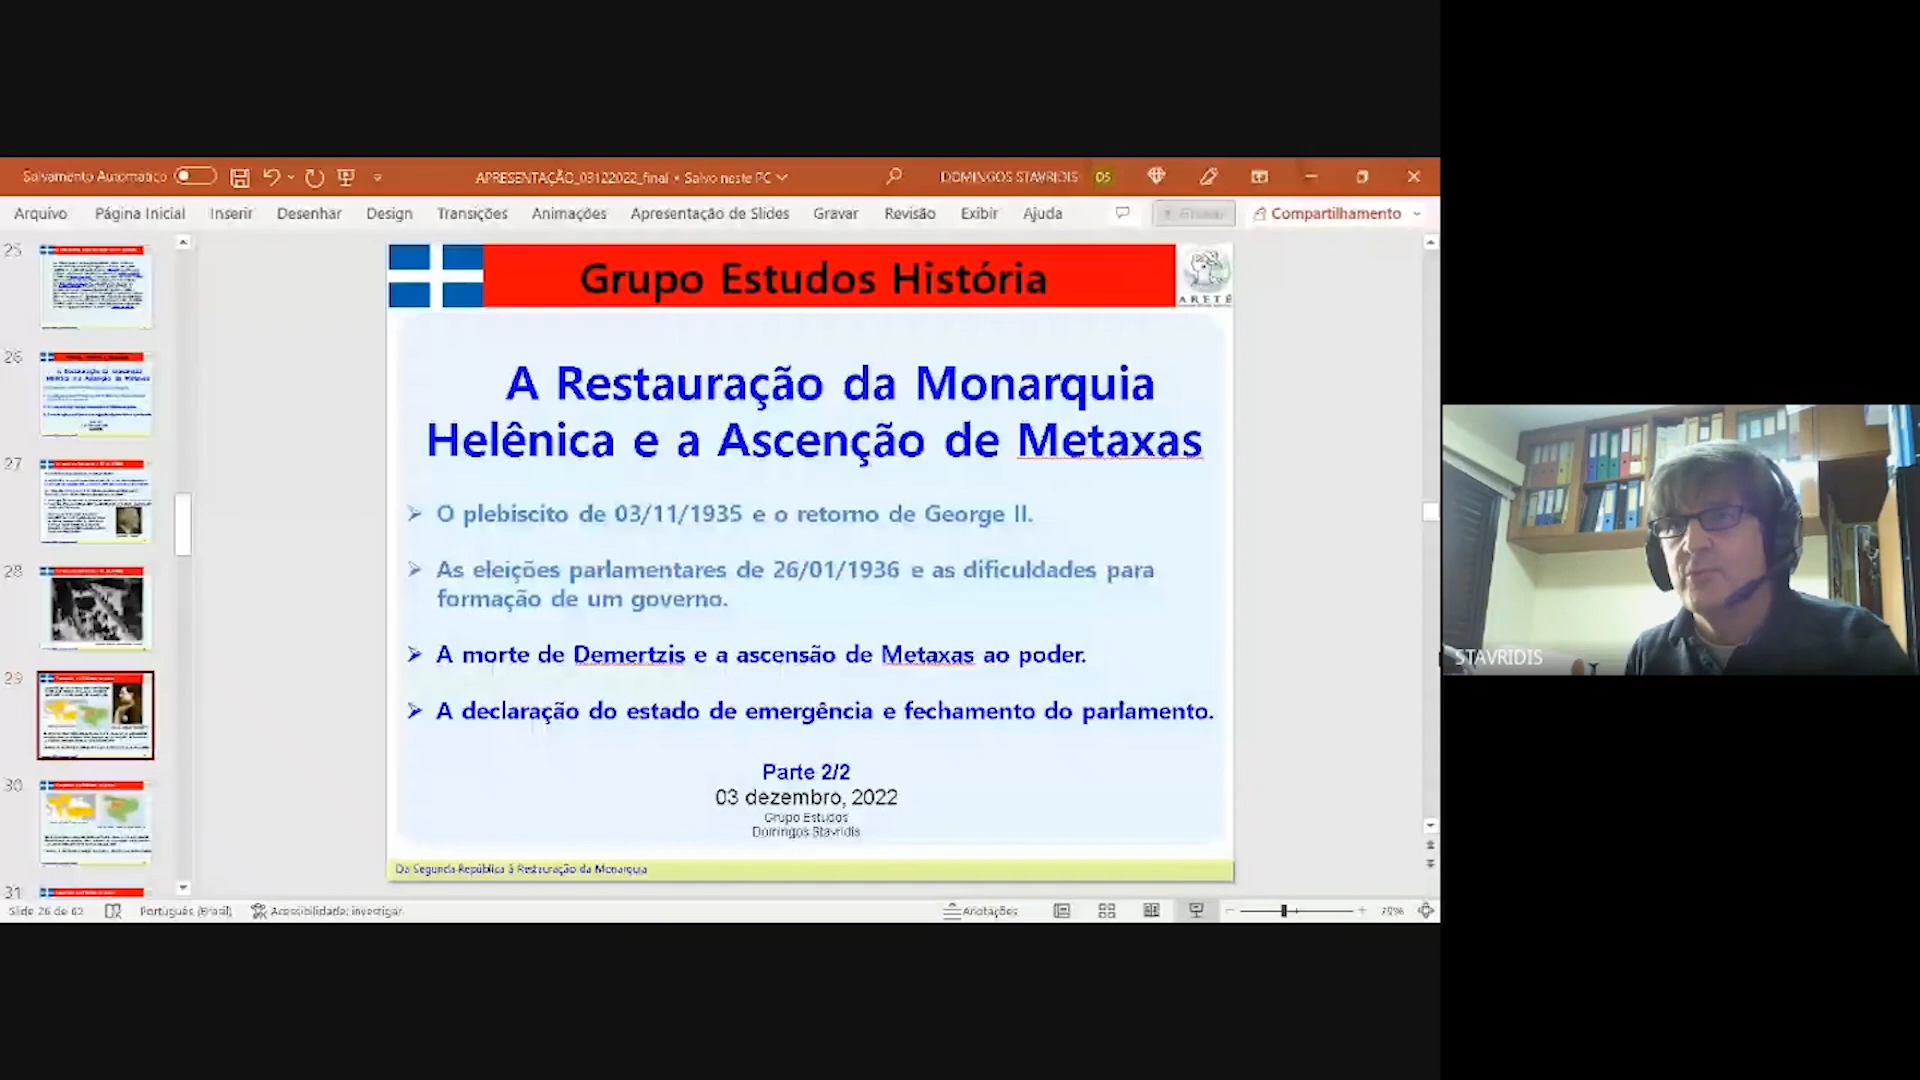 Salvamento Automático
APRESENTAÇÃO_03122022_final • Salvo neste PC
DOMINGOS STAVRIDIS
DS
Arquivo
Página Inicial
Inserir
Desenhar
Design
Transições
Animações
Apresentação de Slides
Gravar
Revisão
Exibir
Ajuda
Compartilhamento
25
26
27
28
29
30
31
Grupo Estudos História
ARETÉ
A Restauração da Monarquia
Helênica e a Ascenção de Metaxas
➢ O plebiscito de 03/11/1935 e o retorno de George II.
➢ As eleições parlamentares de 26/01/1936 e as dificuldades para
formação de um governo.
➢ A morte de Demertzis e a ascensão de Metaxas ao poder.
➢ A declaração do estado de emergência e fechamento do parlamento.
Parte 2/2
03 dezembro, 2022
Grupo Estudos
Domingos Stavridis
Da Segunda República à Restauração da Monarquia
STAVRIDIS
Slide 26 de 62
Português (Brasil)
Acessibilidade: investigar
Anotações